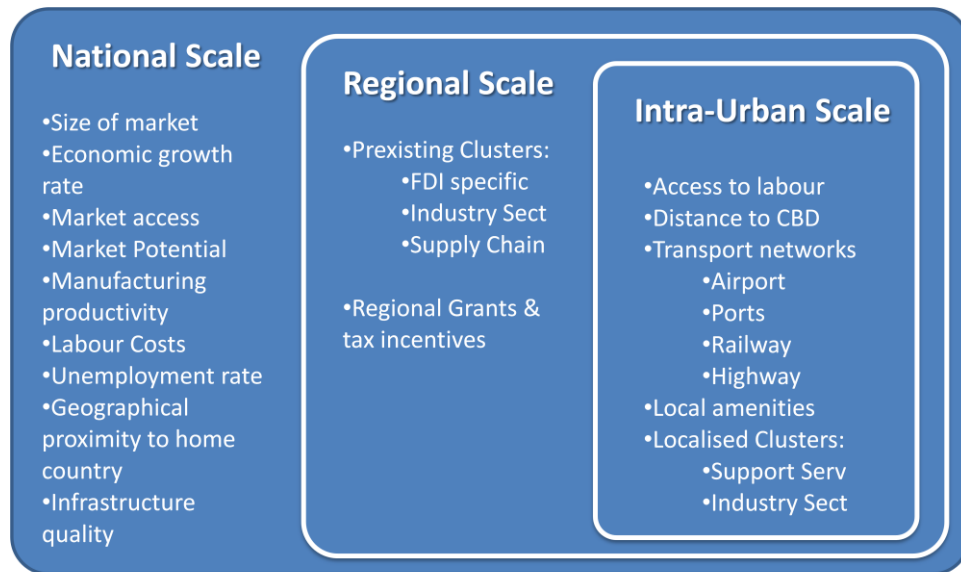 National Scale
•Size of market
•Economic growth
rate
•Market access
•Market Potential
•Manufacturing
productivity
•Labour Costs
•Unemployment rate
•Geographical
proximity to home
country
•Infrastructure
quality
Regional Scale
•Prexisting Clusters:
•FDI specific
•Industry Sect
•Supply Chain
•Regional Grants &
tax incentives
Intra-Urban Scale
•Access to labour
•Distance to CBD
•Transport networks
•Airport
•Ports
•Railway
•Highway
•Local amenities
•Localised Clusters:
•Support Serv
•Industry Sect